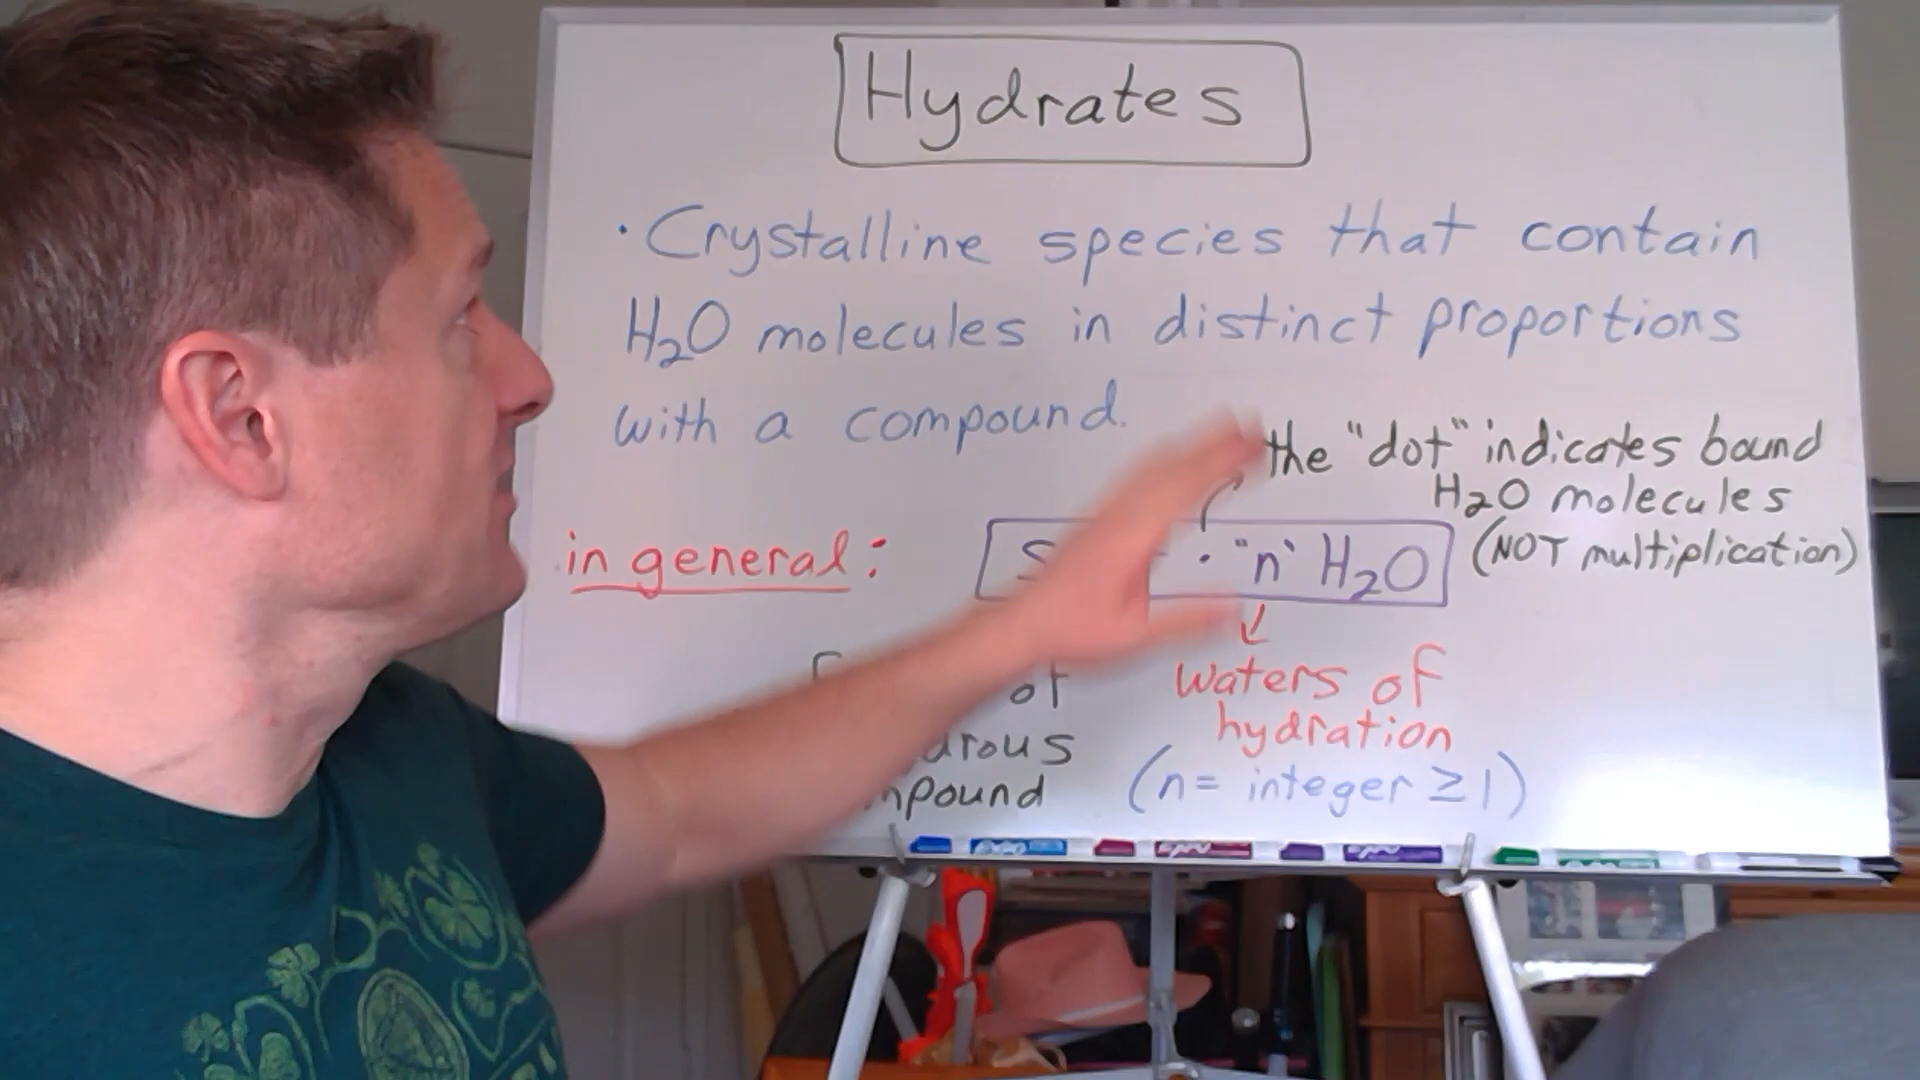 Hydrates
• Crystalline species that contain
H₂O molecules in distinct proportions
with a compound.
the "dot" indicates bound
H₂O molecules
(NOT multiplication)
in general:
S · "n" H₂O
of
waters of
hydration
(n = integer ≥ 1)